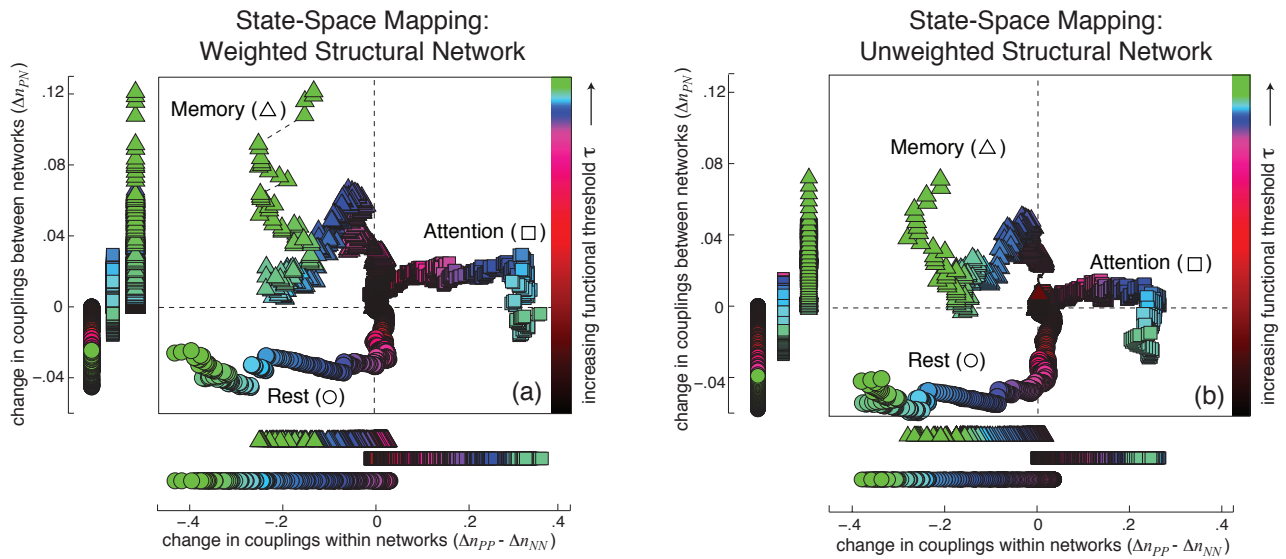 State-Space Mapping:
Weighted Structural Network
change in couplings between networks (Δn_PN)
.12
.08
.04
0
-.04
Memory (△)
Attention (□)
Rest (○)
(a)
increasing functional threshold τ
-.4
-.2
0
.2
.4
change in couplings within networks (Δn_PP - Δn_NN)
State-Space Mapping:
Unweighted Structural Network
change in couplings between networks (Δn_PN)
.12
.08
.04
0
-.04
Memory (△)
Attention (□)
Rest (○)
(b)
increasing functional threshold τ
-.4
-.2
0
.2
.4
change in couplings within networks (Δn_PP - Δn_NN)